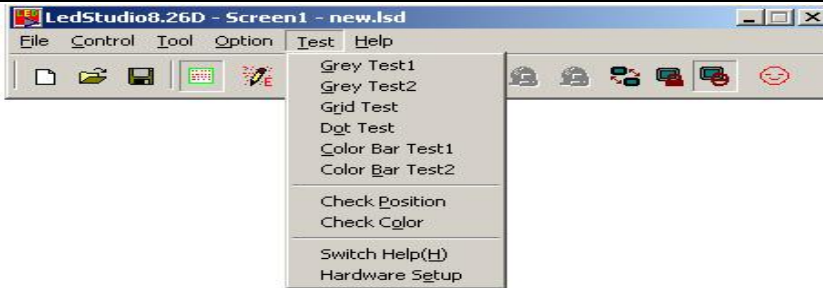 LedStudio8.26D - Screen1 - new.lsd
File Control Tool Option Test Help
Grey Test1
Grey Test2
Grid Test
Dot Test
Color Bar Test1
Color Bar Test2
Check Position
Check Color
Switch Help(H)
Hardware Setup